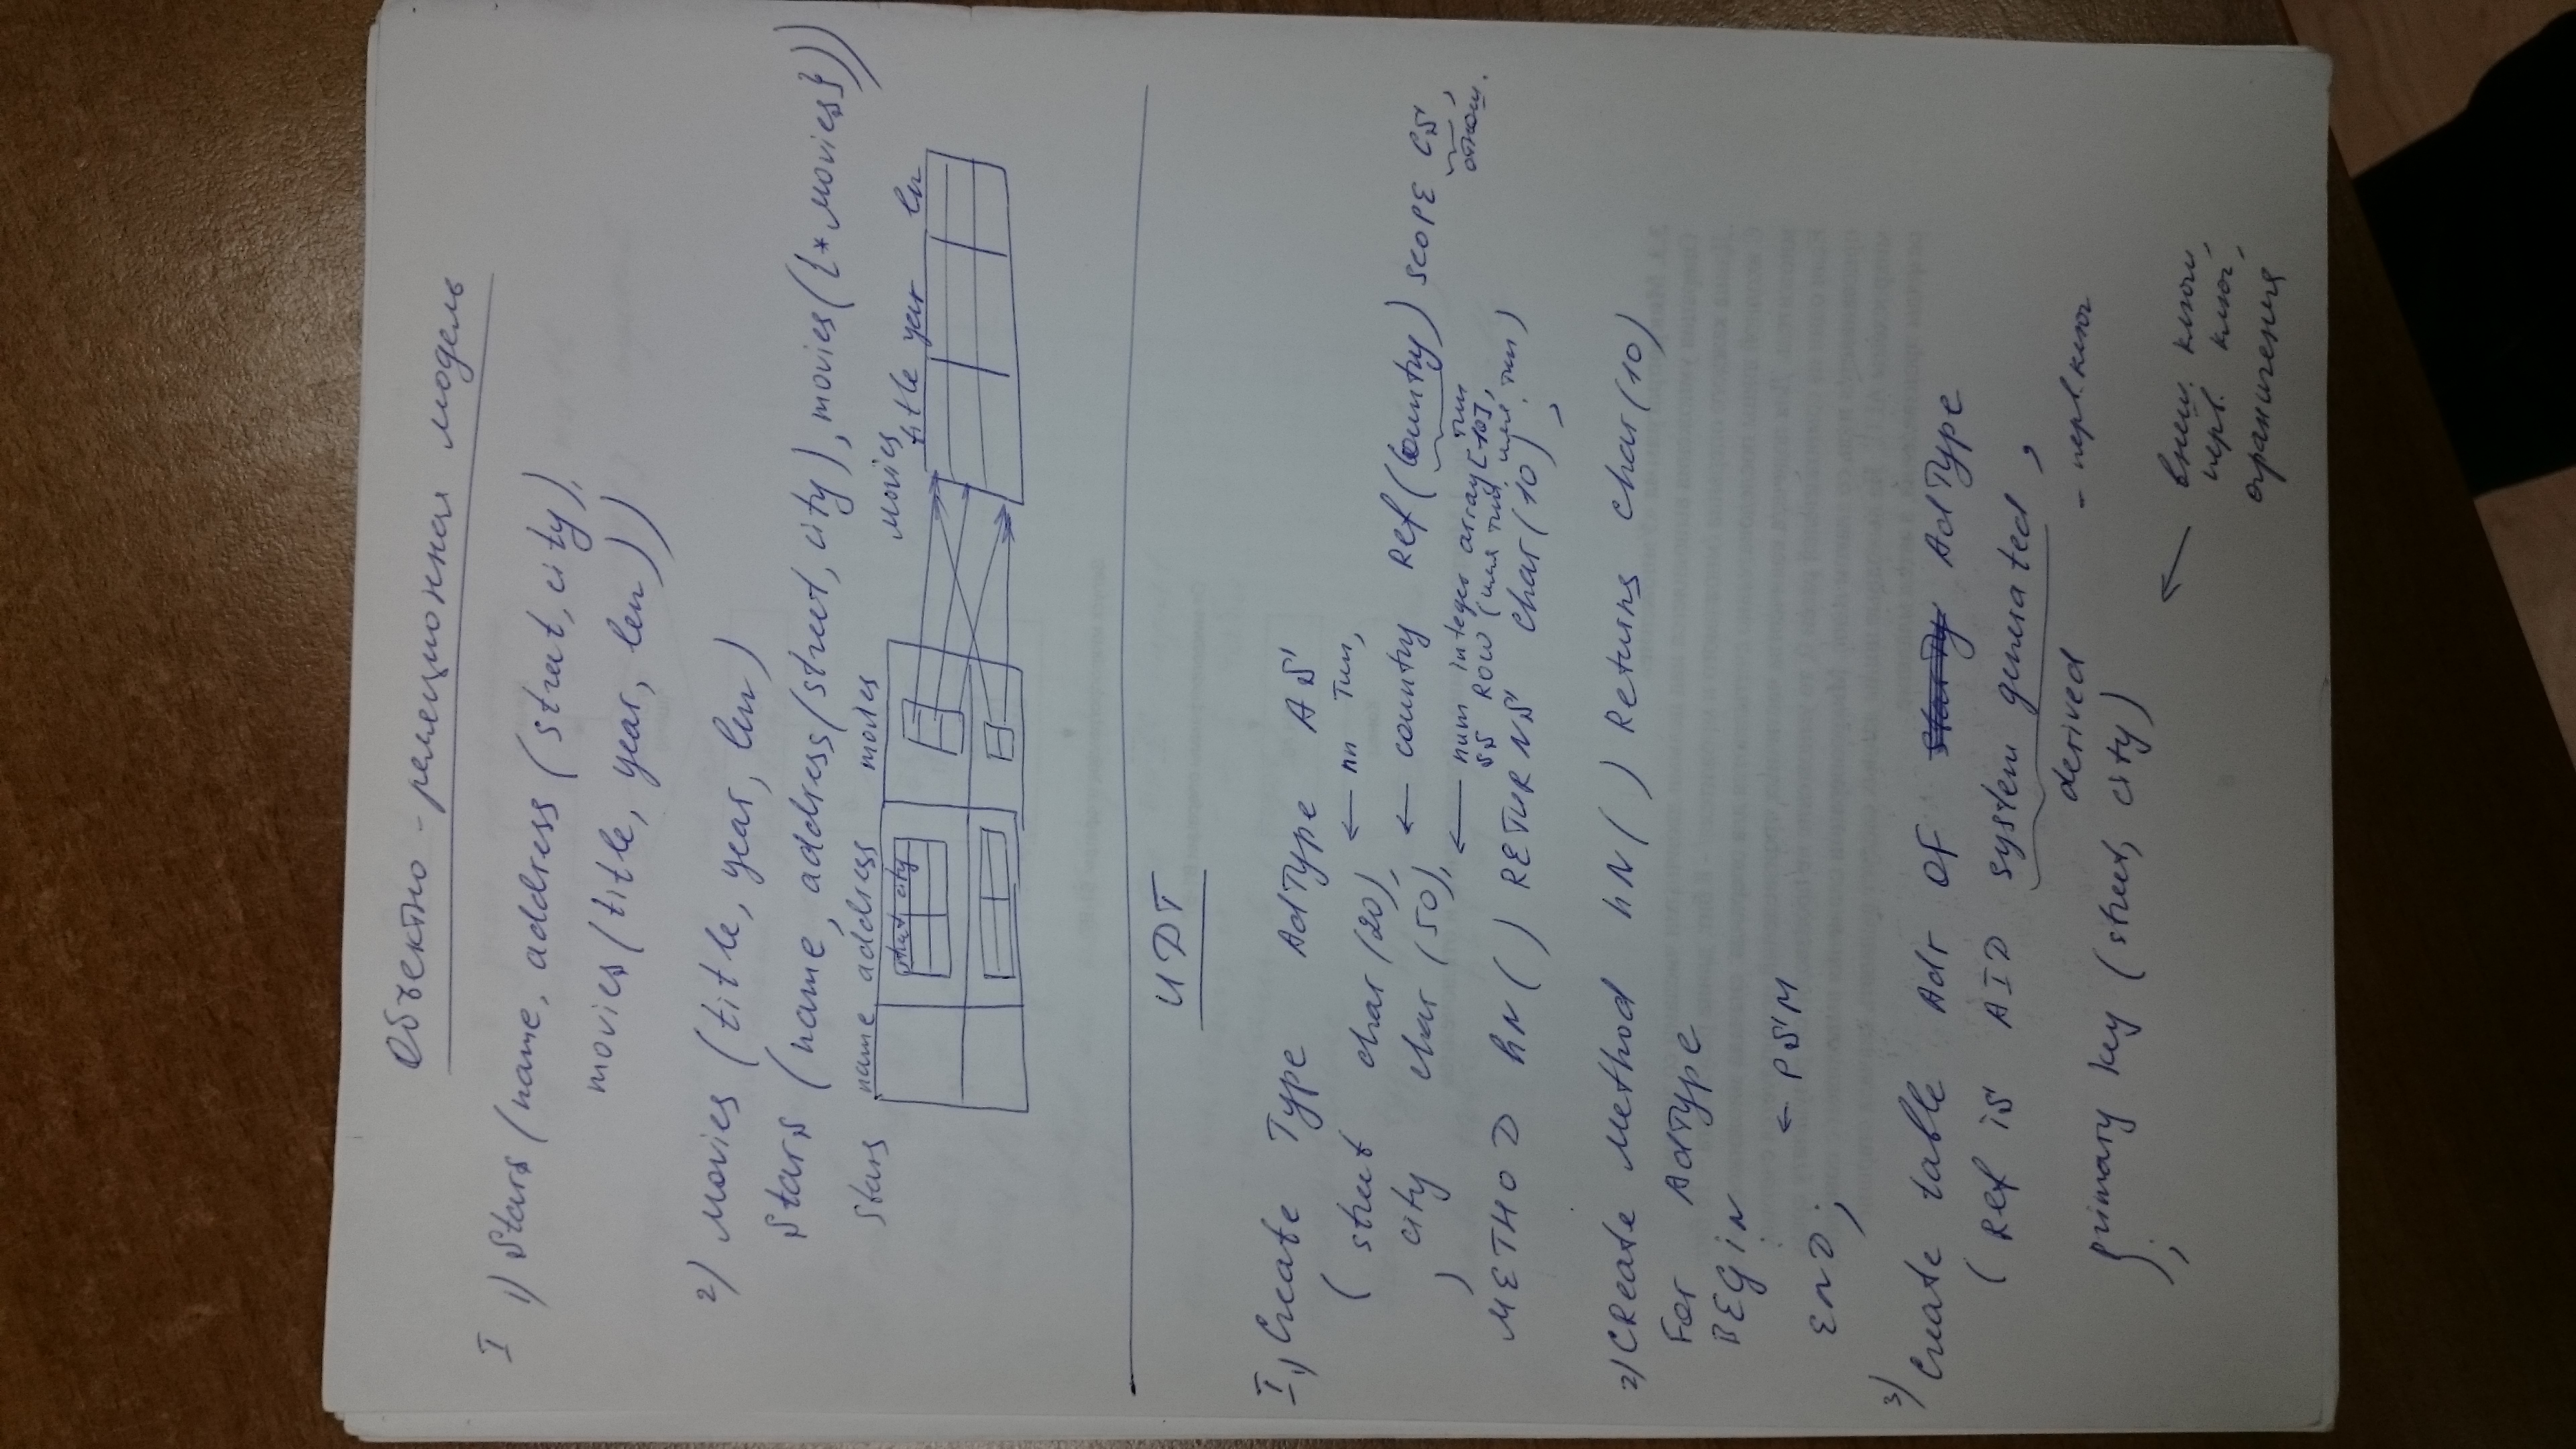 Объектно - реляционная модель
I 1) Stars (name, address (street, city),
movies (title, year, len))
2) Movies (title, year, len)
Stars (name, address (street, city), movies ({*Movies}))
Stars name address movies
street city
Movies
title year len
UDT
I, Create Type AdType AS
( street char (20), ← пп тип,
city char (50), ← country Ref (Country) SCOPE CS,
тип отнош.
) ← num integer array [10],
SS ROW (имя тип, имя тип)
METHOD hN ( ) RETURNS char (10) ;
2) CReate Method hN ( ) Returns char (10)
For AdType
BEGIN
← PSM
END;
3)
Create table Adr OF AdType
( Ref is AID system generated ,
derived - перв. ключ
primary key (street, city)
);
← внеш. ключи,
перв. ключ,
ограничения